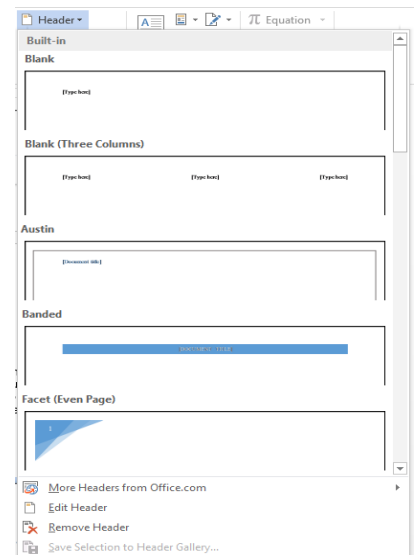 Header
A
π Equation
Built-in
Blank
[Type here]
Blank (Three Columns)
[Type here] [Type here] [Type here]
Austin
[Document title]
Banded
Facet (Even Page)
1
More Headers from Office.com
Edit Header
Remove Header
Save Selection to Header Gallery...